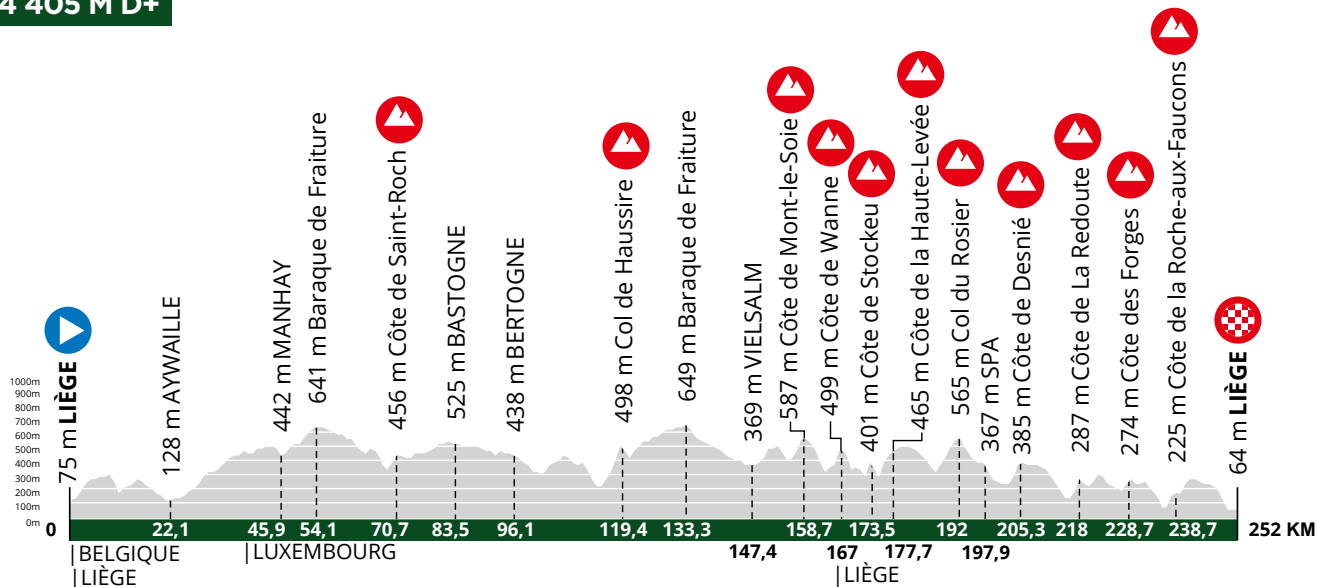 4 405 M D+
75 m LIÈGE
128 m AYWAILLE
442 m MANHAY
641 m Baraque de Fraiture
456 m Côte de Saint-Roch
525 m BASTOGNE
438 m BERTOGNE
498 m Col de Haussire
649 m Baraque de Fraiture
369 m VIELSALM
587 m Côte de Mont-le-Soie
499 m Côte de Wanne
401 m Côte de Stockeu
465 m Côte de la Haute-Levée
565 m Col du Rosier
367 m SPA
385 m Côte de Desnié
287 m Côte de La Redoute
274 m Côte des Forges
225 m Côte de la Roche-aux-Faucons
64 m LIÈGE
1000m
900m
800m
700m
600m
500m
400m
300m
200m
100m
0m
0 22,1 45,9 54,1 70,7 83,5 96,1 119,4 133,3 158,7 173,5 192 205,3 218 228,7 238,7 252 KM
147,4 167 177,7 197,9
|BELGIQUE |LUXEMBOURG
|LIÈGE |LIÈGE